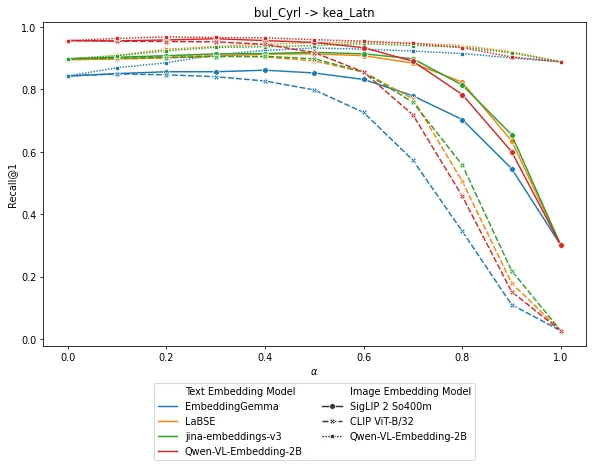 bul_Cyrl -> kea_Latn
1.0
0.8
0.6
0.4
0.2
0.0
Recall@1
0.0 0.2 0.4 0.6 0.8 1.0
α
Text Embedding Model
EmbeddingGemma
LaBSE
jina-embeddings-v3
Qwen-VL-Embedding-2B
Image Embedding Model
SigLIP 2 So400m
CLIP ViT-B/32
Qwen-VL-Embedding-2B